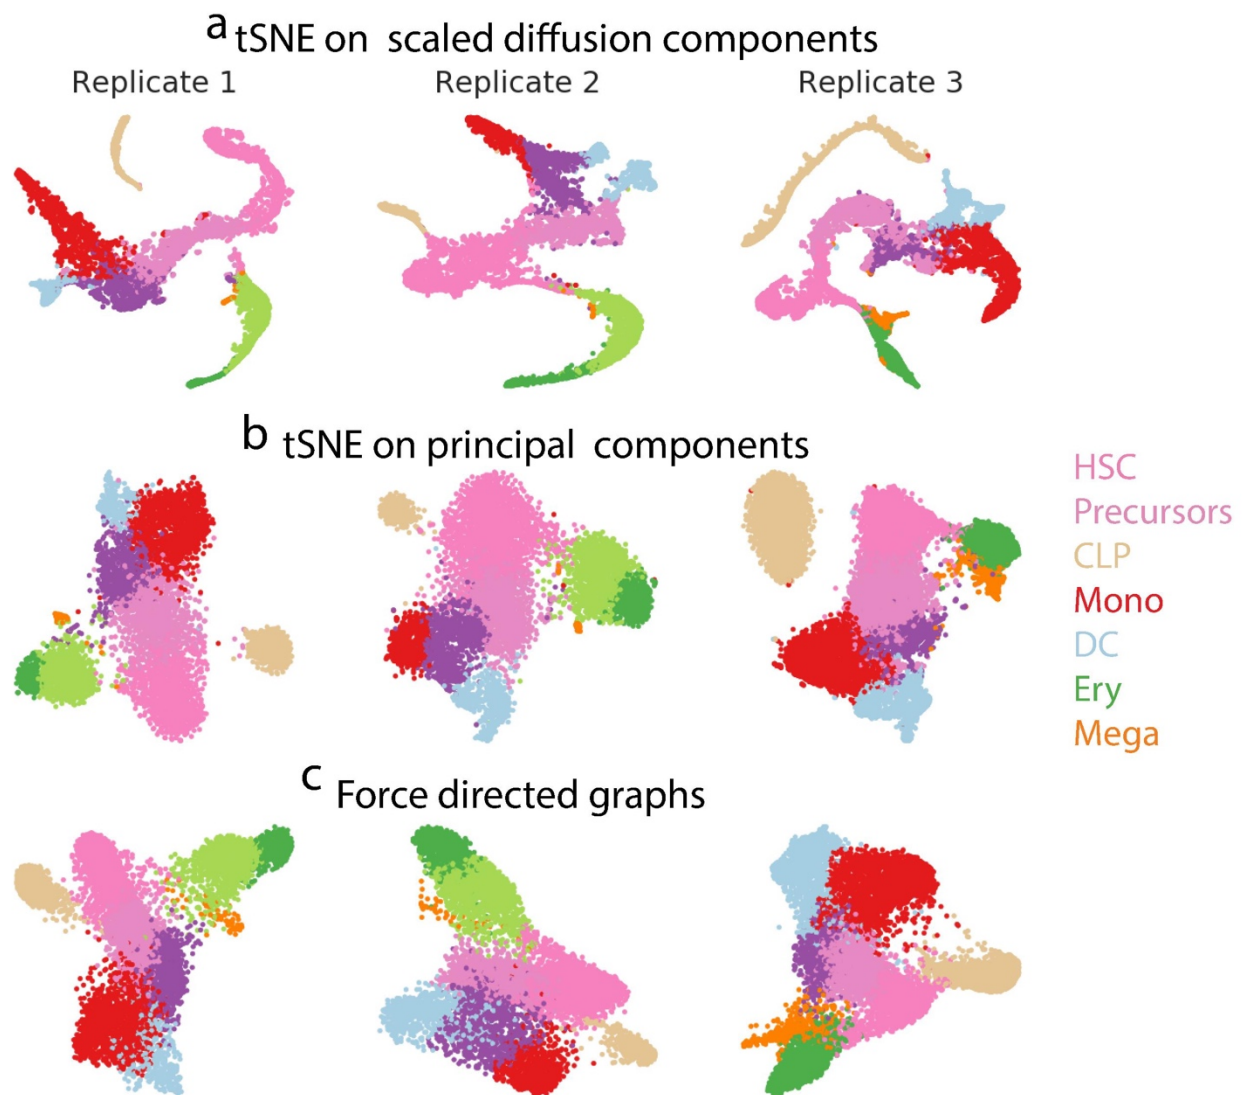 a tSNE on scaled diffusion components
Replicate 1 Replicate 2 Replicate 3
b tSNE on principal components
HSC
Precursors
CLP
Mono
DC
Ery
Mega
c Force directed graphs